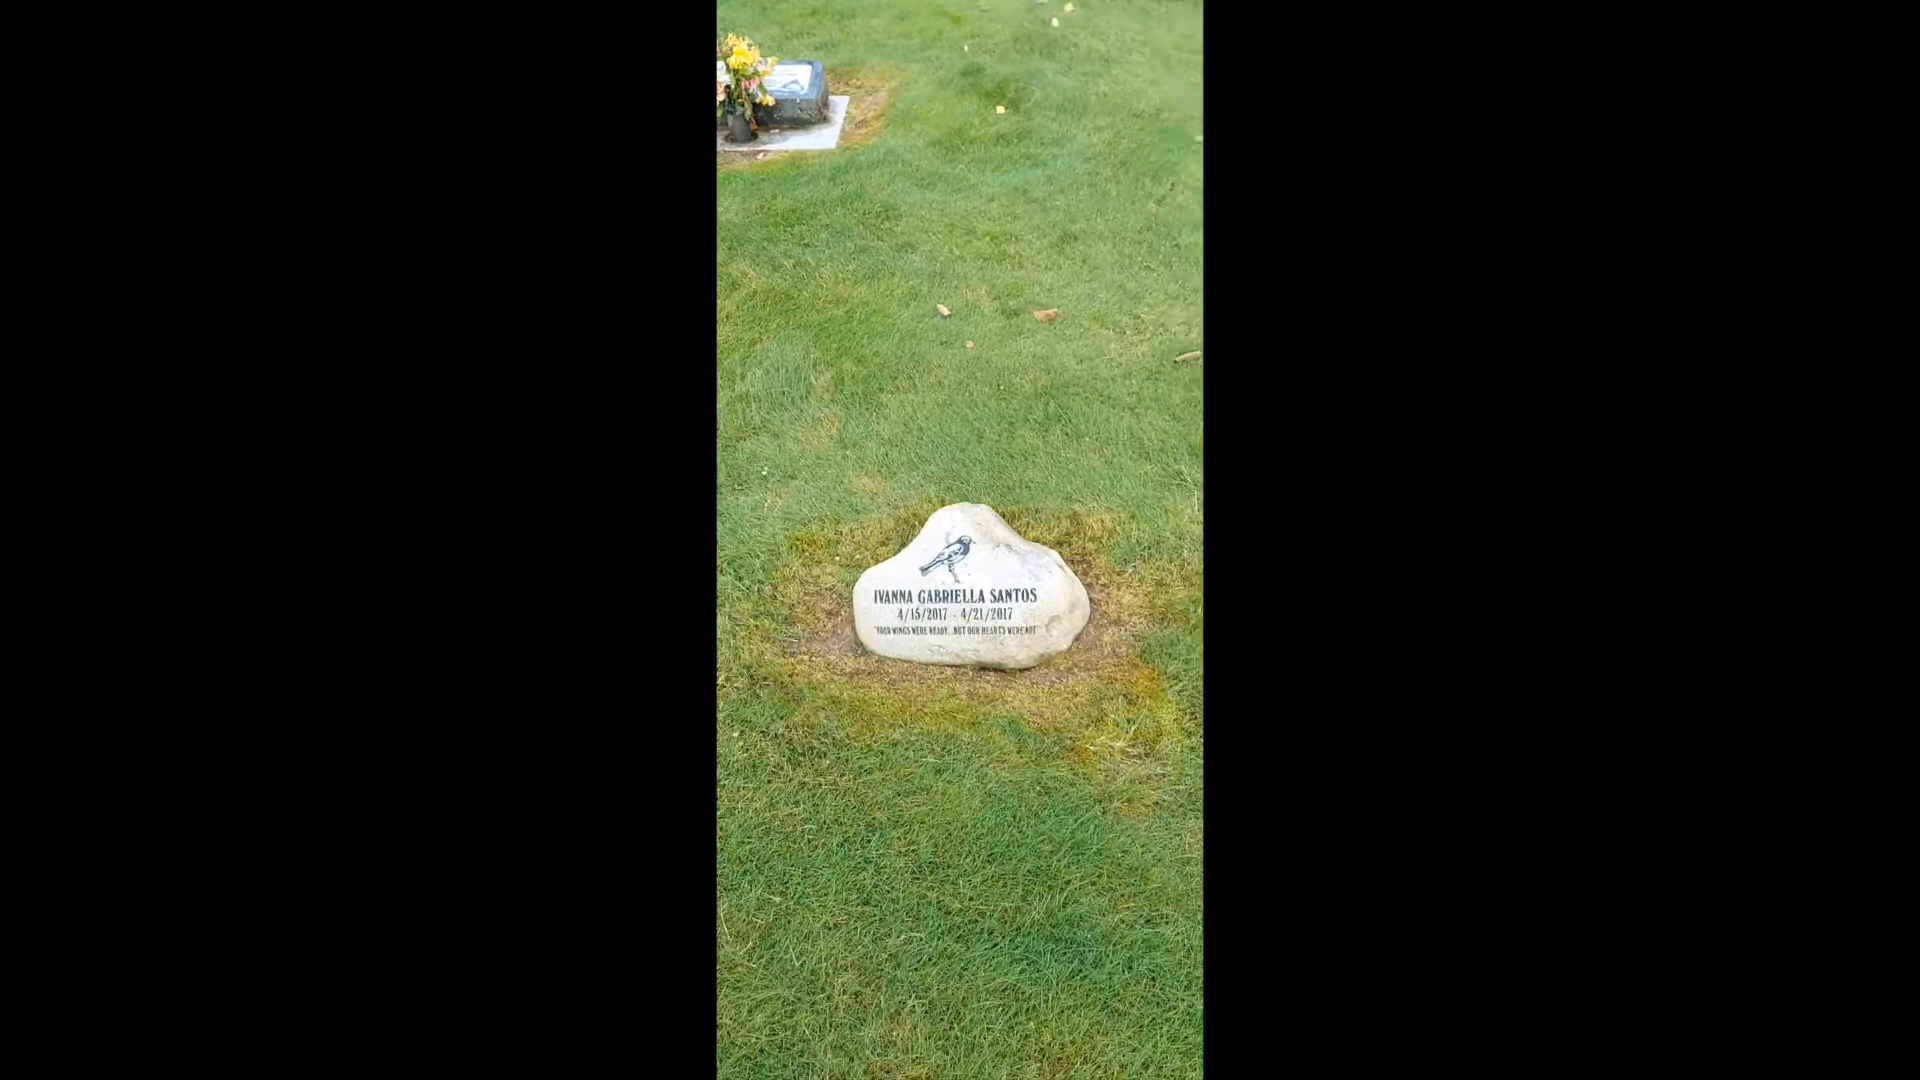 IVANNA GABRIELLA SANTOS
4/15/2017 - 4/21/2017
"YOUR WINGS WERE READY...BUT OUR HEARTS WERE NOT"